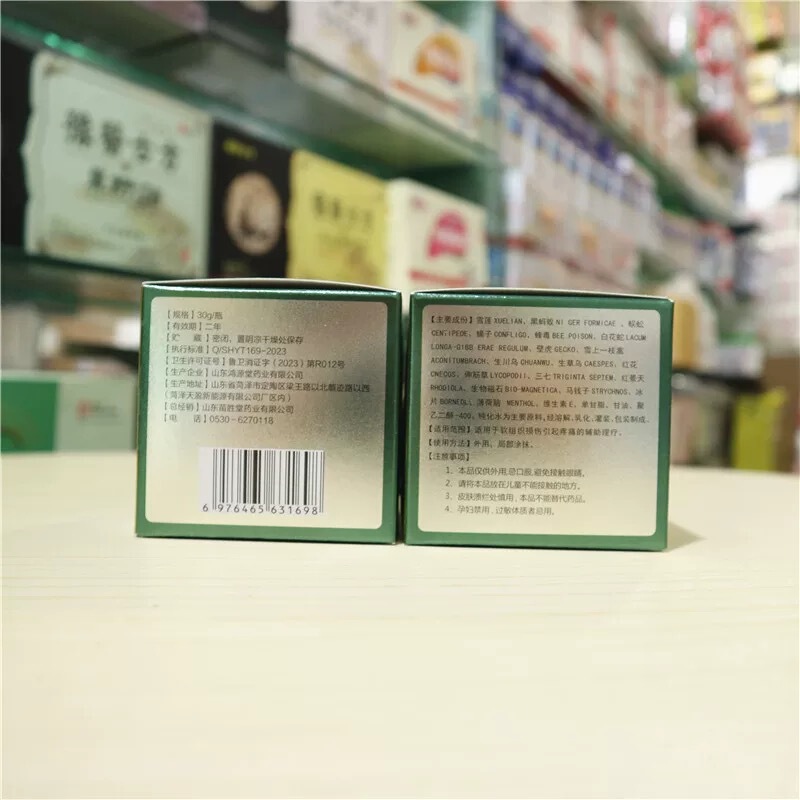 【规格】30g/瓶
【有效期】二年
【贮 藏】密闭，置阴凉干燥处保存
【执行标准】Q/SHYT169-2023
【卫生许可证号】鲁卫消证字（2023）第R012号
【生产企业】山东鸿源堂药业有限公司
【生产地址】山东省菏泽市定陶区梁王路以北慕迩路以西
（菏泽天盈新能源有限公司厂区内）
【总经销】山东苗胜堂药业有限公司
【电 话】0530-6270118
6 976465 631698
【主要成份】雪莲 XUELIAN、黑蚂蚁 NI GER FORMICAE 、蜈蚣
CENTIPEDE、蝎子 CONFLIGO、蜂毒 BEE POISON、白花蛇 LACUM
LONGA-0168 ERAE REGULUM、壁虎 GECKO、雪上一枝蒿
ACONITUMBRACH、生川乌 CHUANWU、生草乌 CAESPES、红花
CNECOS、伸筋草 LYCOPODII、三七 TRIGINTA SEPTEM、红景天
RHODIOLA、生物磁石 BIO-MAGNETICA、马钱子 STRYCHNOS、冰
片 BORNEOL、薄荷脑 MENTHOL、维生素 E、单甘脂、甘油、聚
乙二醇-400、纯化水为主要原料，经溶解、乳化、灌装、包装制成。
【适用范围】适用于软组织损伤引起疼痛的辅助理疗。
【使用方法】外用，局部涂抹。
【注意事项】
1、本品仅供外用，忌口服，避免接触眼睛。
2、请将本品放在儿童不能接触的地方。
3、皮肤溃烂处慎用，本品不能替代药品。
4、孕妇禁用，过敏体质者忌用。